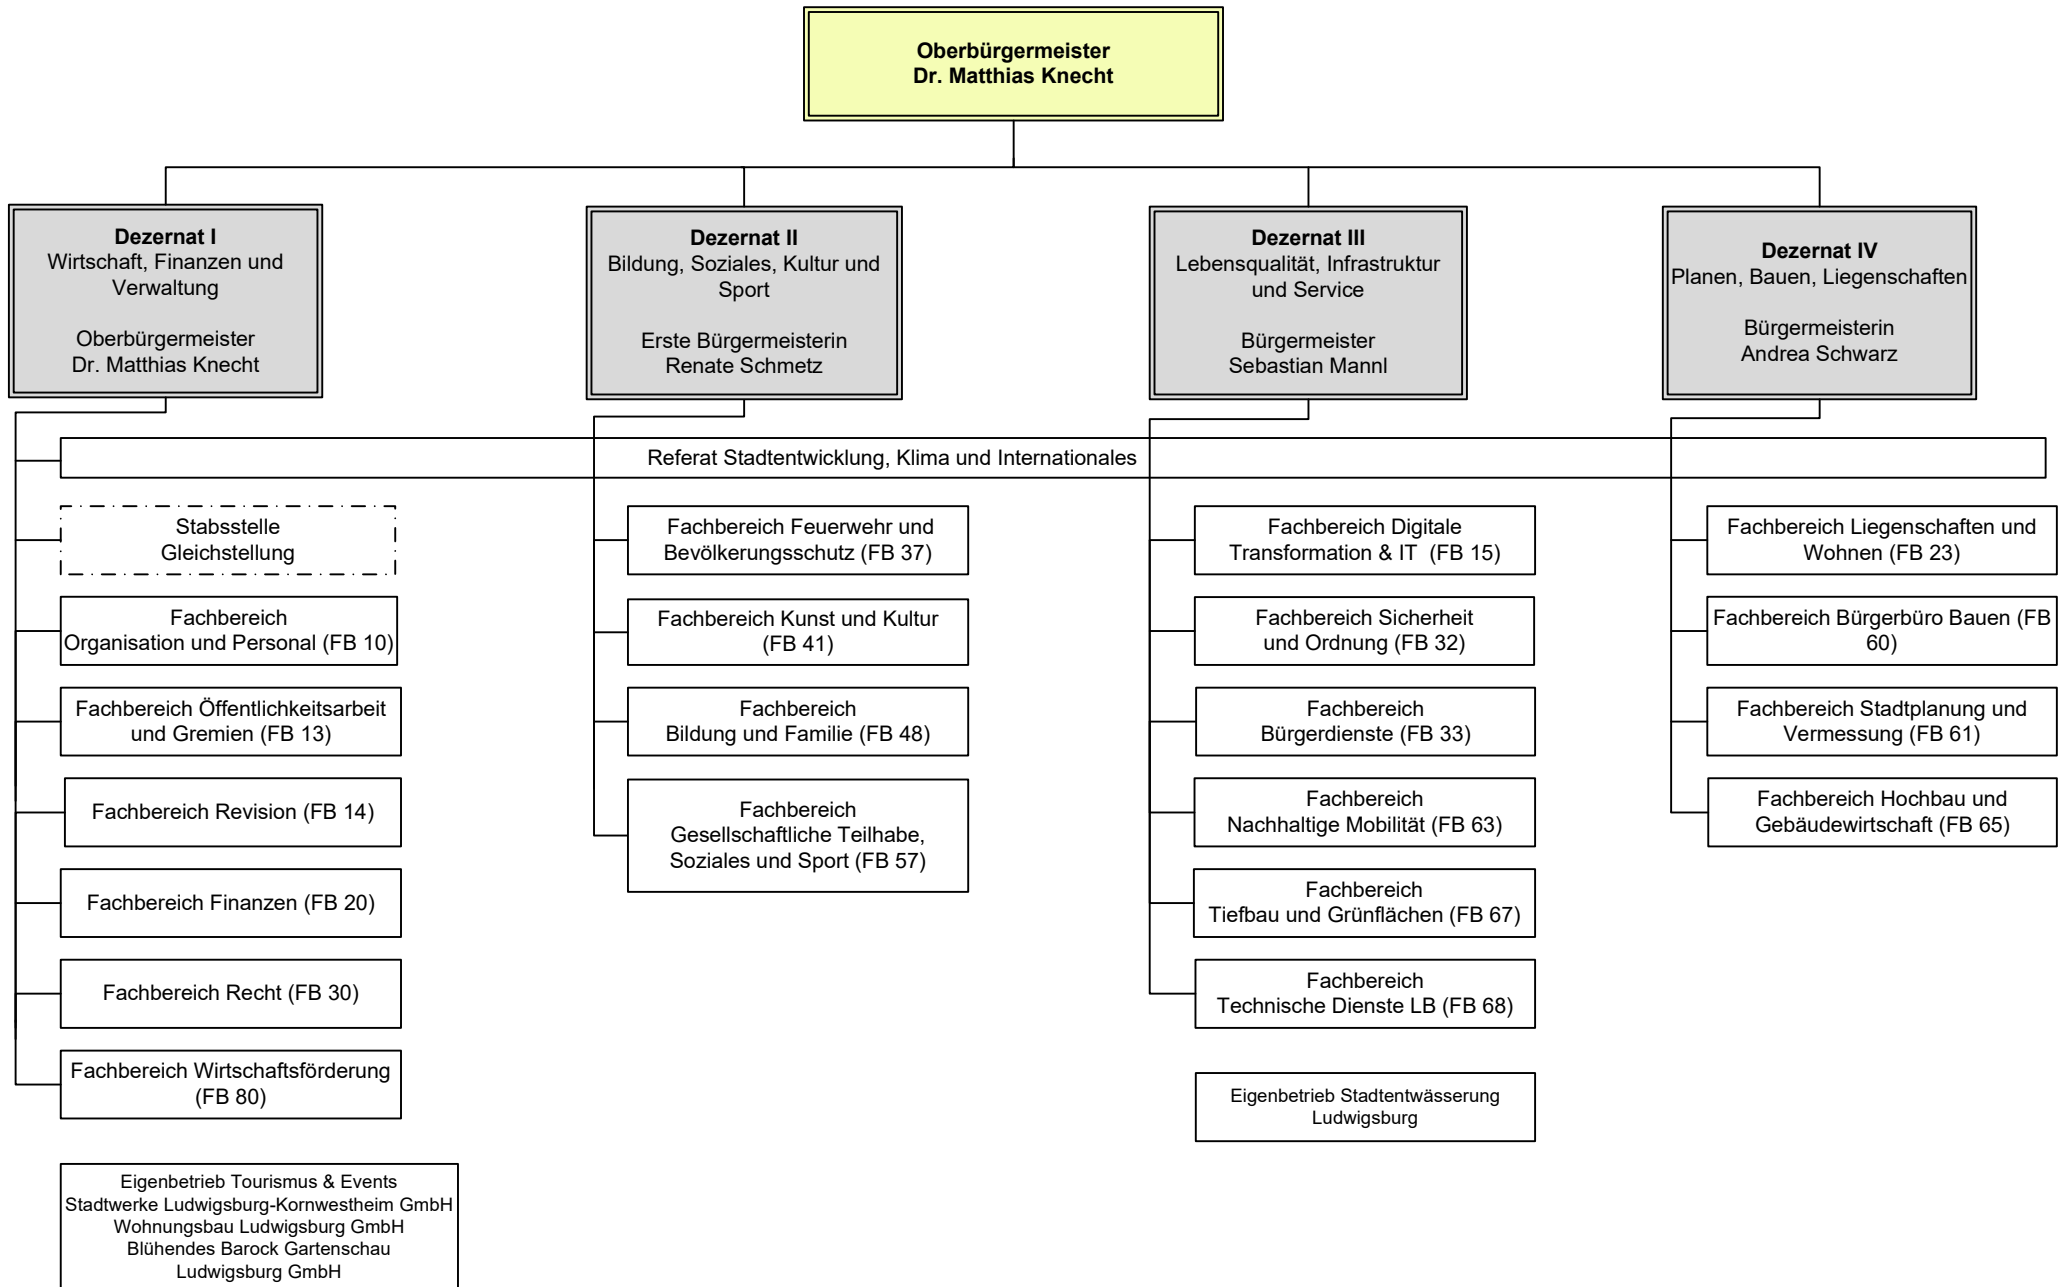 Oberbürgermeister
Dr. Matthias Knecht
Dezernat I
Wirtschaft, Finanzen und
Verwaltung
Oberbürgermeister
Dr. Matthias Knecht
Dezernat II
Bildung, Soziales, Kultur und
Sport
Erste Bürgermeisterin
Renate Schmetz
Dezernat III
Lebensqualität, Infrastruktur
und Service
Bürgermeister
Sebastian Mannl
Dezernat IV
Planen, Bauen, Liegenschaften
Bürgermeisterin
Andrea Schwarz
Referat Stadtentwicklung, Klima und Internationales
Stabsstelle
Gleichstellung
Fachbereich
Organisation und Personal (FB 10)
Fachbereich Öffentlichkeitsarbeit
und Gremien (FB 13)
Fachbereich Revision (FB 14)
Fachbereich Finanzen (FB 20)
Fachbereich Recht (FB 30)
Fachbereich Wirtschaftsförderung
(FB 80)
Eigenbetrieb Tourismus & Events
Stadtwerke Ludwigsburg-Kornwestheim GmbH
Wohnungsbau Ludwigsburg GmbH
Blühendes Barock Gartenschau
Ludwigsburg GmbH
Fachbereich Feuerwehr und
Bevölkerungsschutz (FB 37)
Fachbereich Kunst und Kultur
(FB 41)
Fachbereich
Bildung und Familie (FB 48)
Fachbereich
Gesellschaftliche Teilhabe,
Soziales und Sport (FB 57)
Fachbereich Digitale
Transformation & IT (FB 15)
Fachbereich Sicherheit
und Ordnung (FB 32)
Fachbereich
Bürgerdienste (FB 33)
Fachbereich
Nachhaltige Mobilität (FB 63)
Fachbereich
Tiefbau und Grünflächen (FB 67)
Fachbereich
Technische Dienste LB (FB 68)
Eigenbetrieb Stadtentwässerung
Ludwigsburg
Fachbereich Liegenschaften und
Wohnen (FB 23)
Fachbereich Bürgerbüro Bauen (FB
60)
Fachbereich Stadtplanung und
Vermessung (FB 61)
Fachbereich Hochbau und
Gebäudewirtschaft (FB 65)